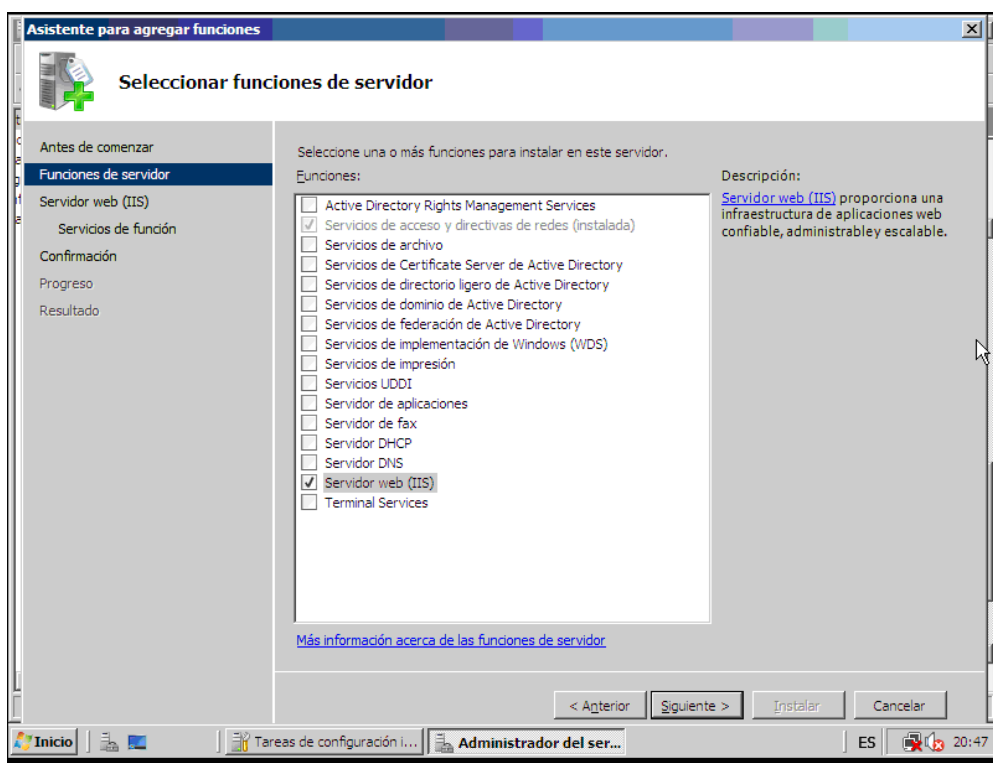 Asistente para agregar funciones
Seleccionar funciones de servidor
Antes de comenzar
Funciones de servidor
Servidor web (IIS)
Servicios de función
Confirmación
Progreso
Resultado
Seleccione una o más funciones para instalar en este servidor.
Funciones:
Active Directory Rights Management Services
Servicios de acceso y directivas de redes (instalada)
Servicios de archivo
Servicios de Certificate Server de Active Directory
Servicios de directorio ligero de Active Directory
Servicios de dominio de Active Directory
Servicios de federación de Active Directory
Servicios de implementación de Windows (WDS)
Servicios de impresión
Servicios UDDI
Servidor de aplicaciones
Servidor de fax
Servidor DHCP
Servidor DNS
Servidor web (IIS)
Terminal Services
Más información acerca de las funciones de servidor
Descripción:
Servidor web (IIS) proporciona una
infraestructura de aplicaciones web
confiable, administrabley escalable.
< Anterior
Siguiente >
Instalar
Cancelar
Inicio
Tareas de configuración i...
Administrador del ser...
ES
20:47